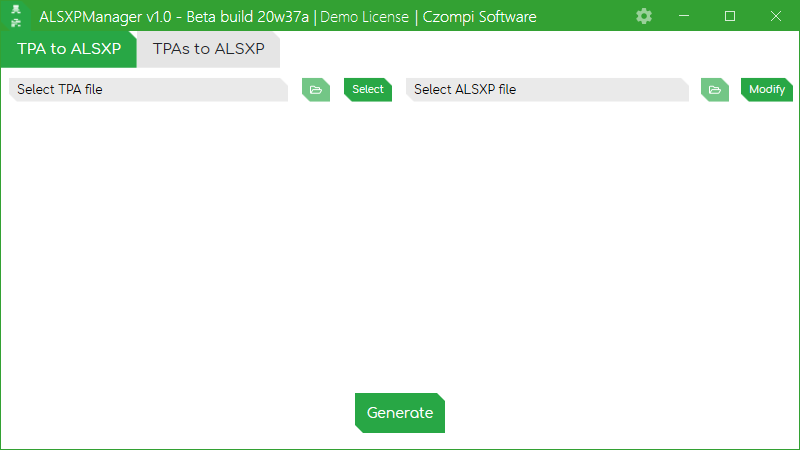 ALSXPManager v1.0 - Beta build 20w37a | Demo License | Czompi Software
TPA to ALSXP TPAs to ALSXP
Select TPA file Select Select ALSXP file Modify
Generate